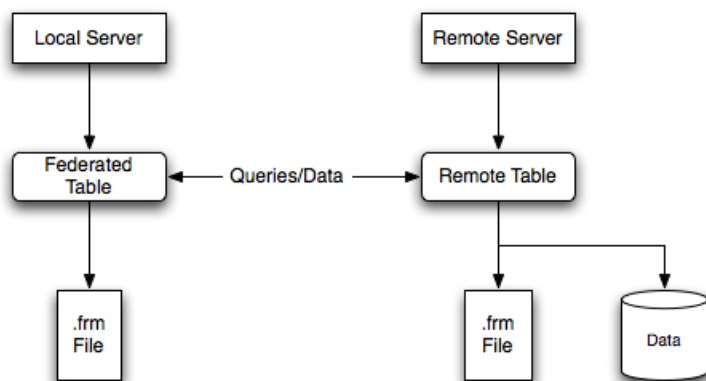 Local Server
Remote Server
Federated
Table
Queries/Data
Remote Table
.frm
File
.frm
File
Data